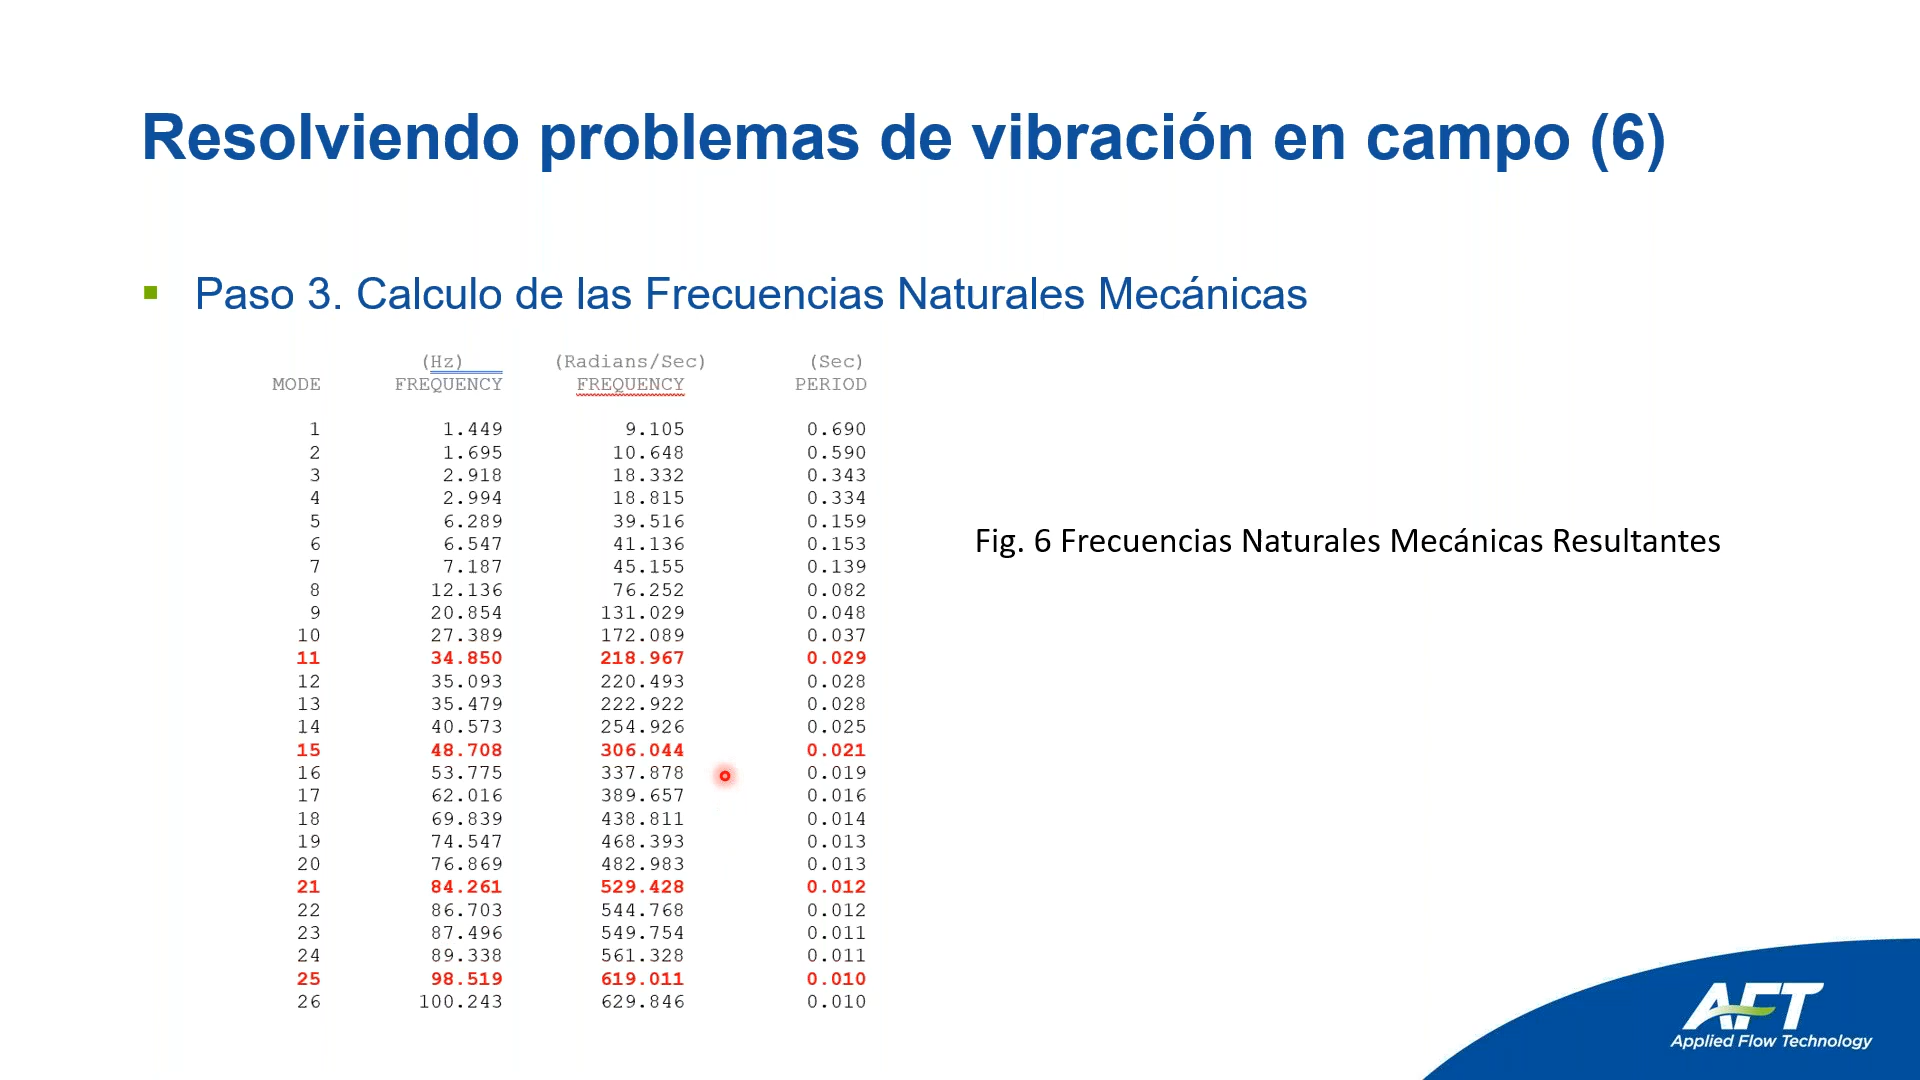 Resolviendo problemas de vibración en campo (6)
Paso 3. Calculo de las Frecuencias Naturales Mecánicas
(Hz) (Radians/Sec) (Sec)
MODE FREQUENCY FREQUENCY PERIOD
1 1.449 9.105 0.690
2 1.695 10.648 0.590
3 2.918 18.332 0.343
4 2.994 18.815 0.334
5 6.289 39.516 0.159
6 6.547 41.136 0.153
7 7.187 45.155 0.139
8 12.136 76.252 0.082
9 20.854 131.029 0.048
10 27.389 172.089 0.037
11 34.850 218.967 0.029
12 35.093 220.493 0.028
13 35.479 222.922 0.028
14 40.573 254.926 0.025
15 48.708 306.044 0.021
16 53.775 337.878 0.019
17 62.016 389.657 0.016
18 69.839 438.811 0.014
19 74.547 468.393 0.013
20 76.869 482.983 0.013
21 84.261 529.428 0.012
22 86.703 544.768 0.012
23 87.496 549.754 0.011
24 89.338 561.328 0.011
25 98.519 619.011 0.010
26 100.243 629.846 0.010
Fig. 6 Frecuencias Naturales Mecánicas Resultantes
AFT
Applied Flow Technology